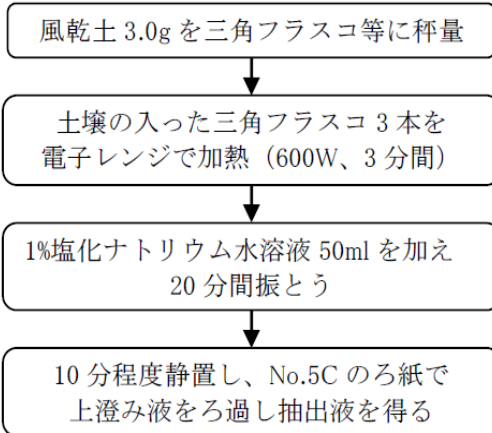 風乾土 3.0g を三角フラスコ等に秤量
土壌の入った三角フラスコ 3 本を
電子レンジで加熱（600W、3 分間）
1%塩化ナトリウム水溶液 50ml を加え
20 分間振とう
10 分程度静置し、No.5C のろ紙で
上澄み液をろ過し抽出液を得る